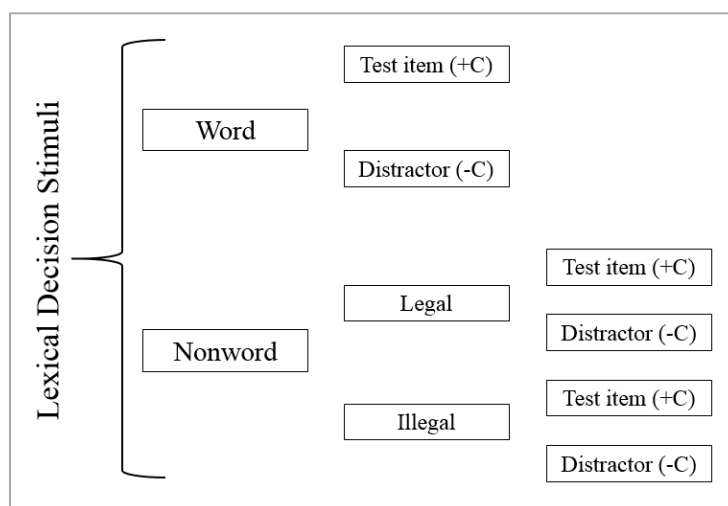 Lexical Decision Stimuli
Word
Test item (+C)
Distractor (-C)
Nonword
Legal
Test item (+C)
Distractor (-C)
Illegal
Test item (+C)
Distractor (-C)